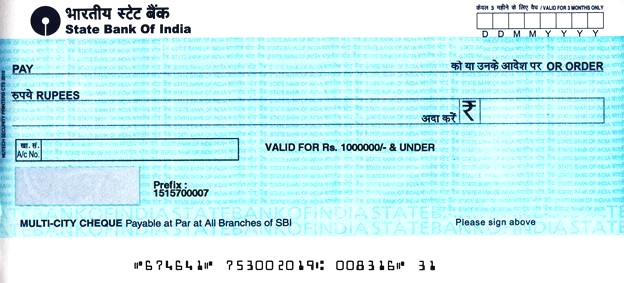 भारतीय स्टेट बैंक
State Bank Of India
केवल 3 महीने के लिए वैध / VALID FOR 3 MONTHS ONLY
D D M M Y Y Y Y
PAY को या उनके आदेश पर OR ORDER
रुपये RUPEES
अदा करें ₹
खा. सं.
A/c No.
VALID FOR Rs. 1000000/- & UNDER
Prefix :
1515700007
MULTI-CITY CHEQUE Payable at Par at All Branches of SBI
Please sign above
⑈674641⑈ 753002019⑆ 008316⑈ 31